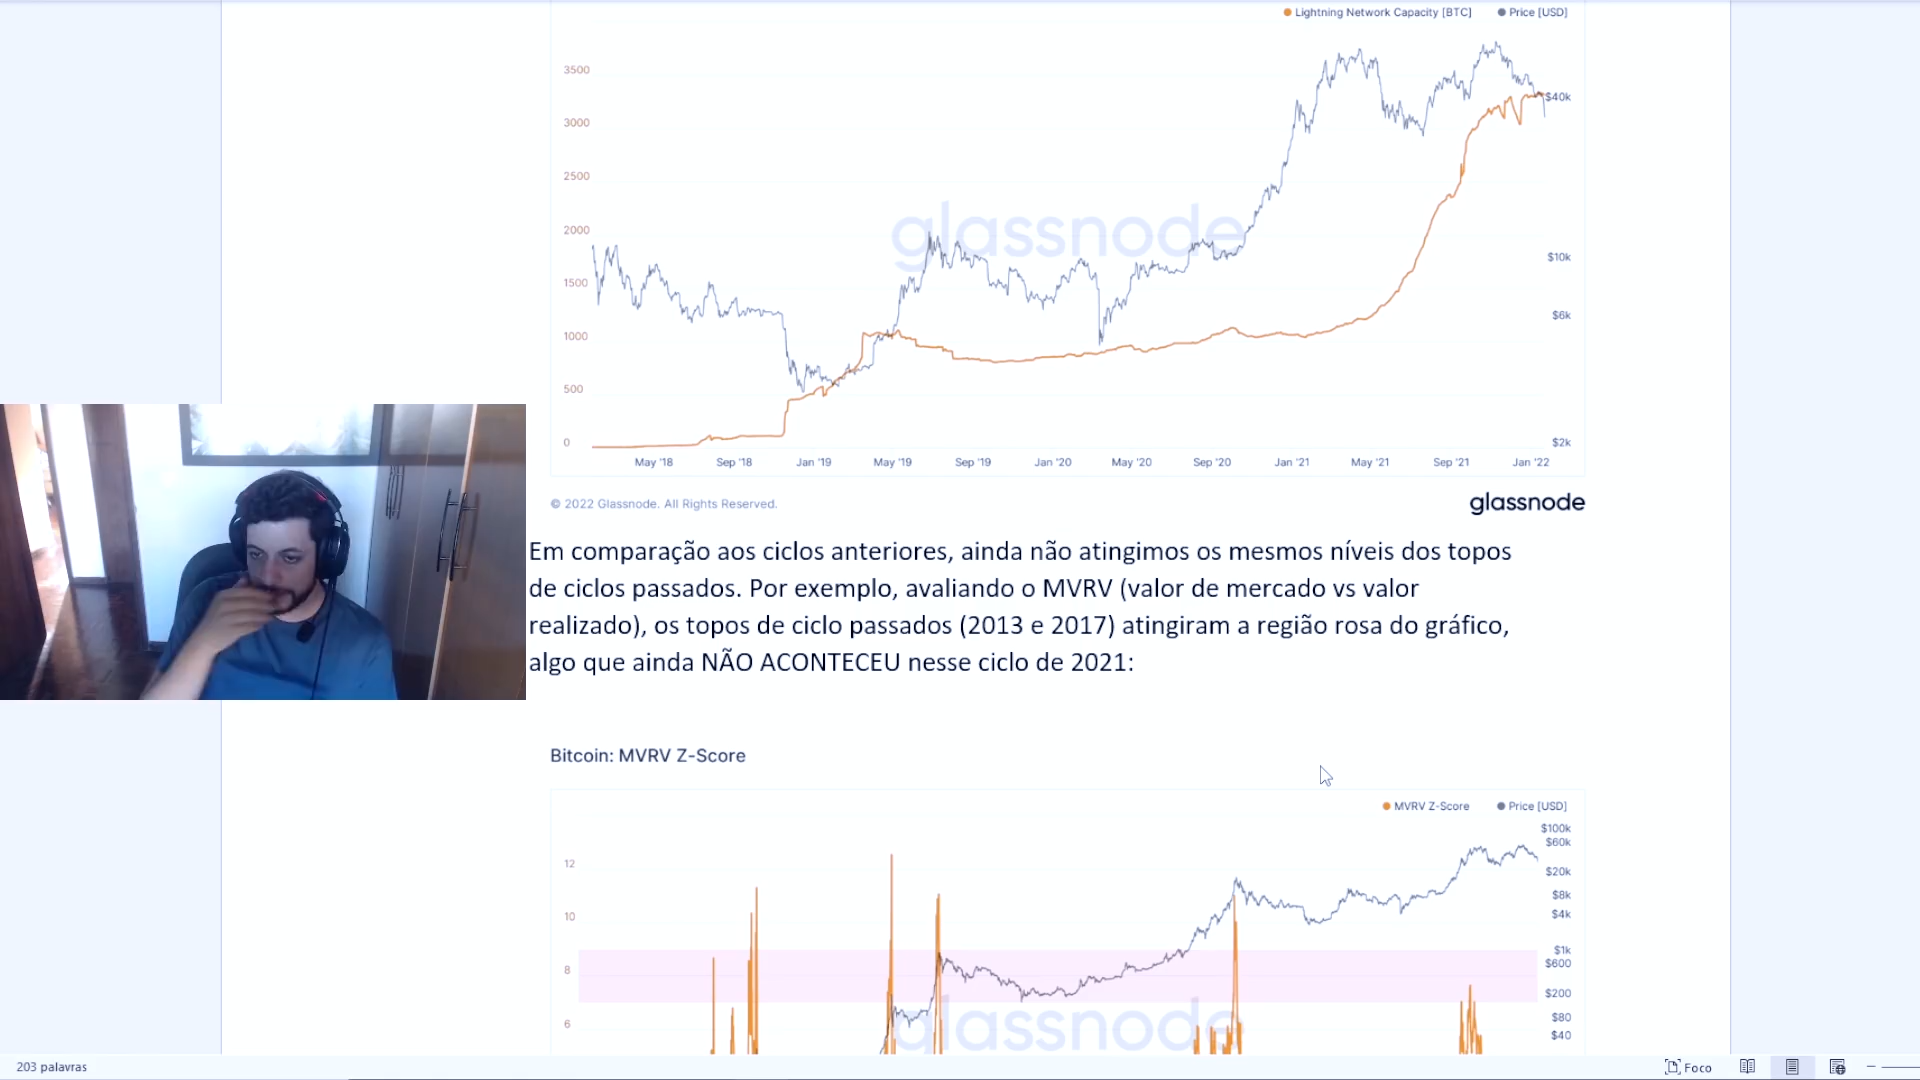 Lightning Network Capacity [BTC] Price [USD]
3500
$40k
3000
2500
glassnode
2000
$10k
1500
$6k
1000
500
0
$2k
May '18 Sep '18 Jan '19 May '19 Sep '19 Jan '20 May '20 Sep '20 Jan '21 May '21 Sep '21 Jan '22
© 2022 Glassnode. All Rights Reserved.
glassnode
Em comparação aos ciclos anteriores, ainda não atingimos os mesmos níveis dos topos
de ciclos passados. Por exemplo, avaliando o MVRV (valor de mercado vs valor
realizado), os topos de ciclo passados (2013 e 2017) atingiram a região rosa do gráfico,
algo que ainda NÃO ACONTECEU nesse ciclo de 2021:
Bitcoin: MVRV Z-Score
MVRV Z-Score Price [USD]
$100k
$60k
12
$20k
$8k
10
$4k
$1k
$600
8
$200
$80
6
glassnode
$40
203 palavras
Foco